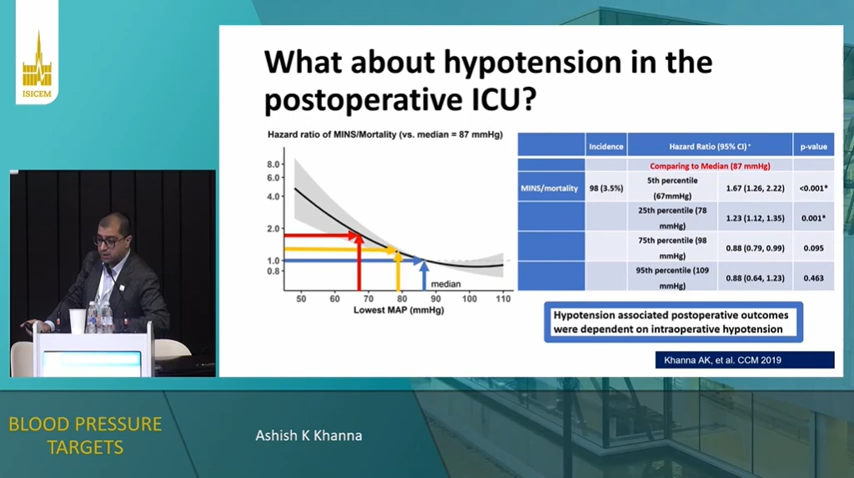 ISICEM
What about hypotension in the
postoperative ICU?
Hazard ratio of MINS/Mortality (vs. median = 87 mmHg)
8.0
6.0
4.0
2.0
1.0
0.8
median
50 60 70 80 90 100 110
Lowest MAP (mmHg)
Incidence Hazard Ratio (95% CI) * p-value
Comparing to Median (87 mmHg)
MINS/mortality 98 (3.5%) 5th percentile (67mmHg) 1.67 (1.26, 2.22) <0.001*
25th percentile (78 mmHg) 1.23 (1.12, 1.35) 0.001*
75th percentile (98 mmHg) 0.88 (0.79, 0.99) 0.095
95th percentile (109 mmHg) 0.88 (0.64, 1.23) 0.463
Hypotension associated postoperative outcomes
were dependent on intraoperative hypotension
Khanna AK, et al. CCM 2019
BLOOD PRESSURE
TARGETS
Ashish K Khanna